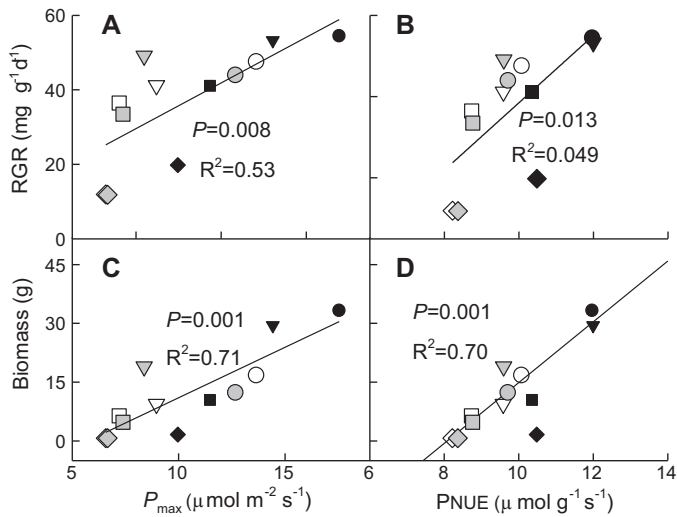 A
B
60
40
20
0
RGR (mg g⁻¹d⁻¹)
P=0.008
R²=0.53
P=0.013
R²=0.049
C
D
45
30
15
0
Biomass (g)
P=0.001
R²=0.71
P=0.001
R²=0.70
5 10 15 6 8 10 12 14
Pmax (μ mol m⁻² s⁻¹)
PNUE (μ mol g⁻¹ s⁻¹)